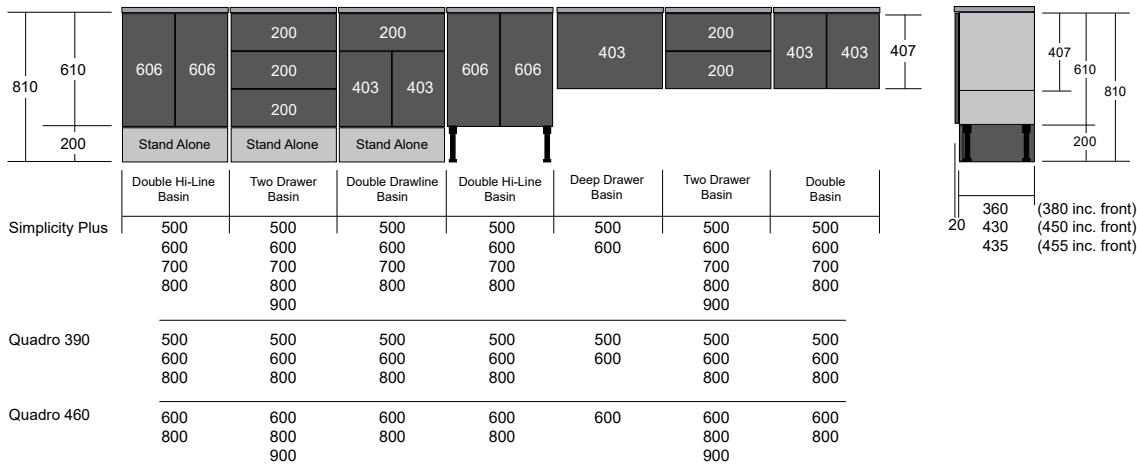 200 200
606 606 200 403 403 606 606 403 200 200 403 403
200
407
610
810
200
Stand Alone Stand Alone Stand Alone
407
610
810
200
Double Hi-Line Basin
Two Drawer Basin
Double Drawline Basin
Double Hi-Line Basin
Deep Drawer Basin
Two Drawer Basin
Double Basin
Simplicity Plus 500 500 500 500 500 500 500
600 600 600 600 600 600 600
700 700 700 700 700 700
800 800 800 800 800 800
900 900
20 360 (380 inc. front)
430 (450 inc. front)
435 (455 inc. front)
Quadro 390 500 500 500 500 500 500 500
600 600 600 600 600 600 600
800 800 800 800 800 800
Quadro 460 600 600 600 600 600 600 600
800 800 800 800 800 800
900 900